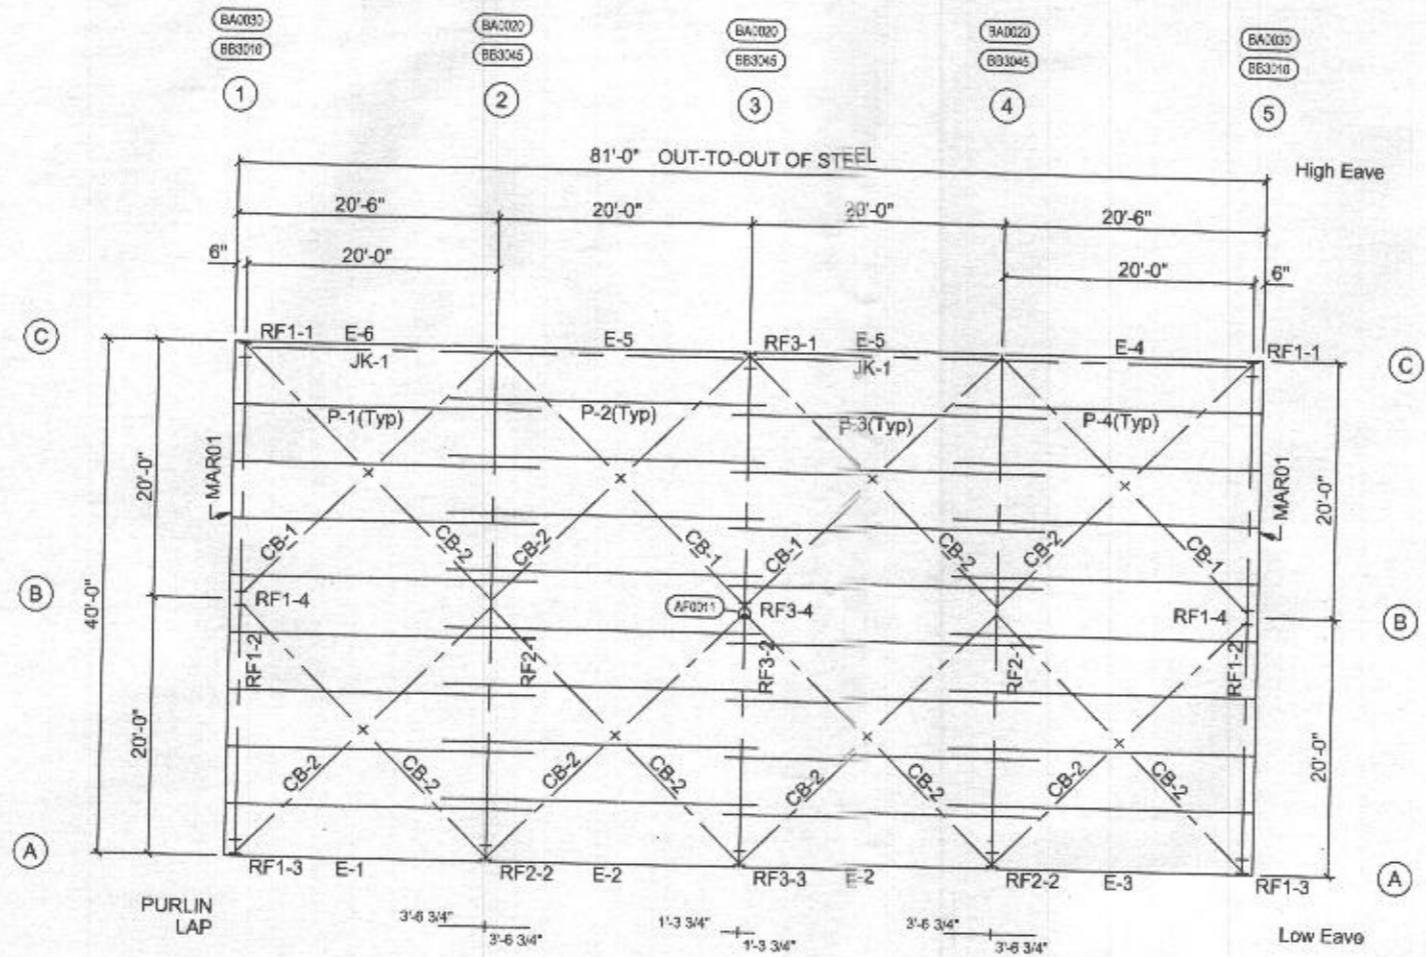 BA0030
BB3010
1
BA0020
BB3045
2
BA0020
BB3045
3
BA0020
BB3045
4
BA0030
BB3010
5
81'-0" OUT-TO-OUT OF STEEL
High Eave
20'-6" 20'-0" 20'-0" 20'-6"
6" 20'-0" 20'-0" 6"
C RF1-1 E-6 E-5 RF3-1 E-5 E-4 RF1-1 C
JK-1 JK-1
P-1(Typ) P-2(Typ) P-3(Typ) P-4(Typ)
20'-0" MAR01 MAR01 20'-0"
CB-1 CB-2 CB-2 CB-1 CB-1 CB-2 CB-2 CB-1
40'-0"
B RF1-4 AF0011 RF3-4 RF1-4 B
RF1-2 RF2-1 RF3-2 RF2-1 RF1-2
20'-0" 20'-0"
CB-2 CB-2 CB-2 CB-2 CB-2 CB-2 CB-2 CB-2
A RF1-3 E-1 RF2-2 E-2 RF3-3 E-2 RF2-2 E-3 RF1-3 A
PURLIN
LAP
3'-6 3/4" 1'-3 3/4" 3'-6 3/4"
3'-6 3/4" 1'-3 3/4" 3'-6 3/4"
Low Eave